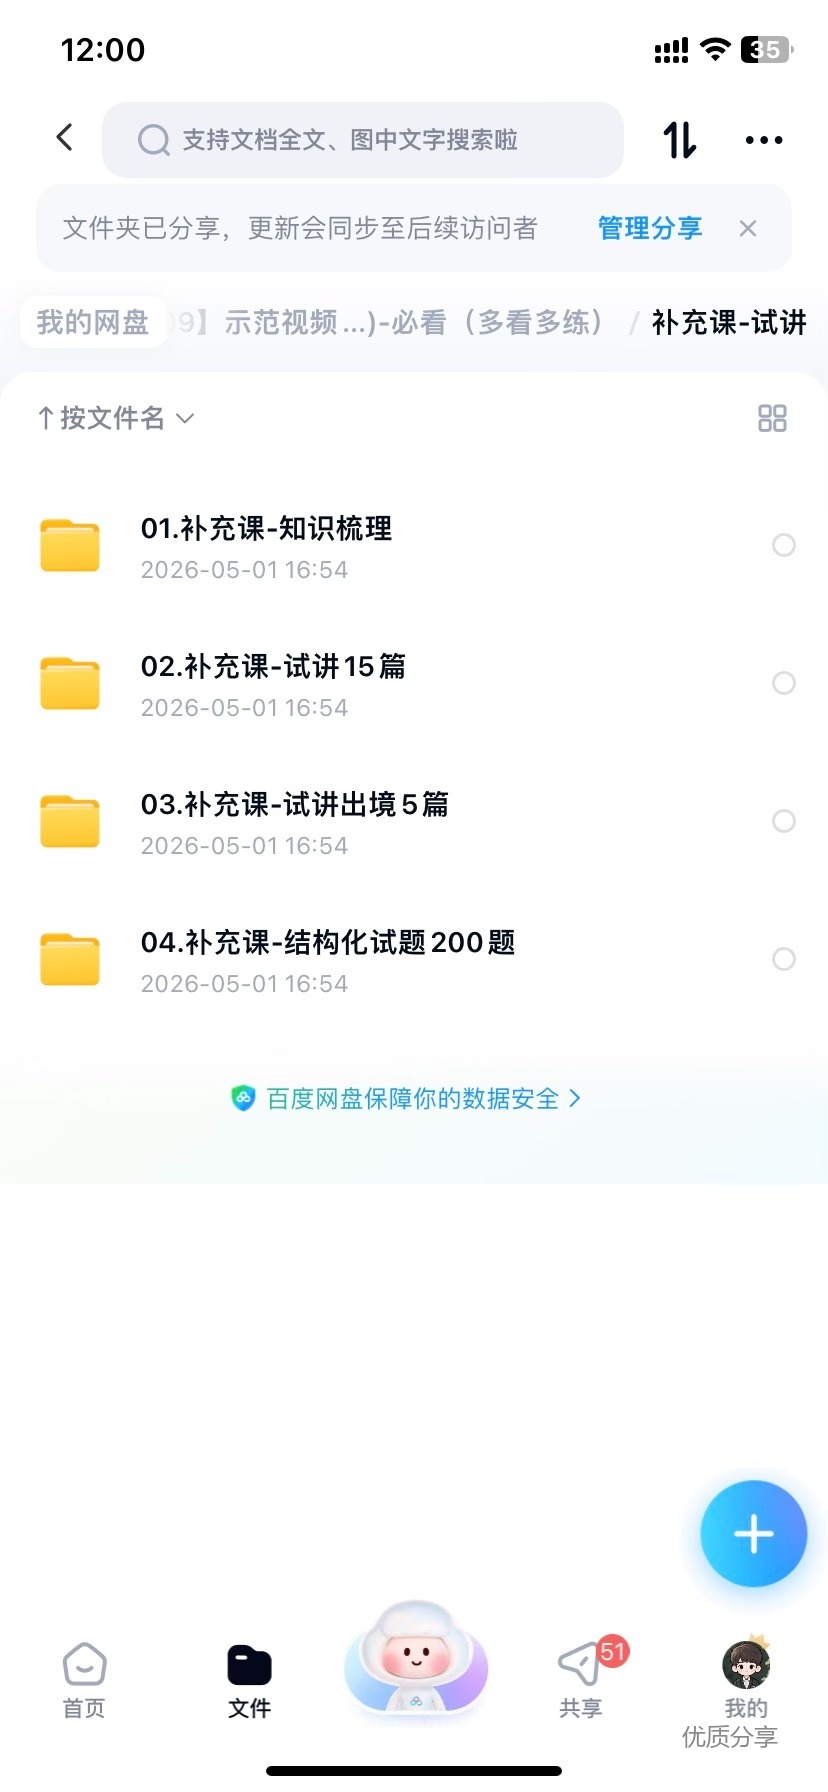 12:00
35
支持文档全文、图中文字搜索啦
文件夹已分享，更新会同步至后续访问者 管理分享
我的网盘 09】示范视频...)-必看（多看多练） / 补充课-试讲
↑按文件名
01.补充课-知识梳理
2026-05-01 16:54
02.补充课-试讲15篇
2026-05-01 16:54
03.补充课-试讲出境5篇
2026-05-01 16:54
04.补充课-结构化试题200题
2026-05-01 16:54
百度网盘保障你的数据安全
51
首页 文件 共享 我的
优质分享